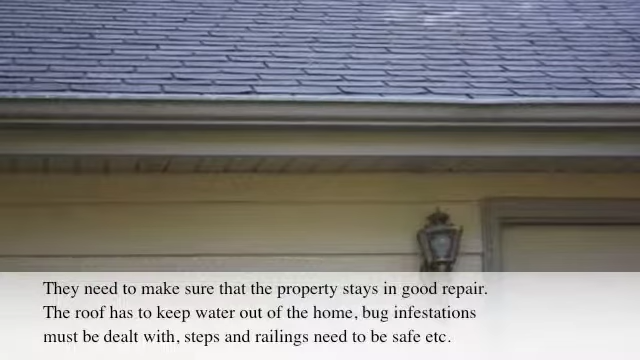 They need to make sure that the property stays in good repair.
The roof has to keep water out of the home, bug infestations
must be dealt with, steps and railings need to be safe etc.